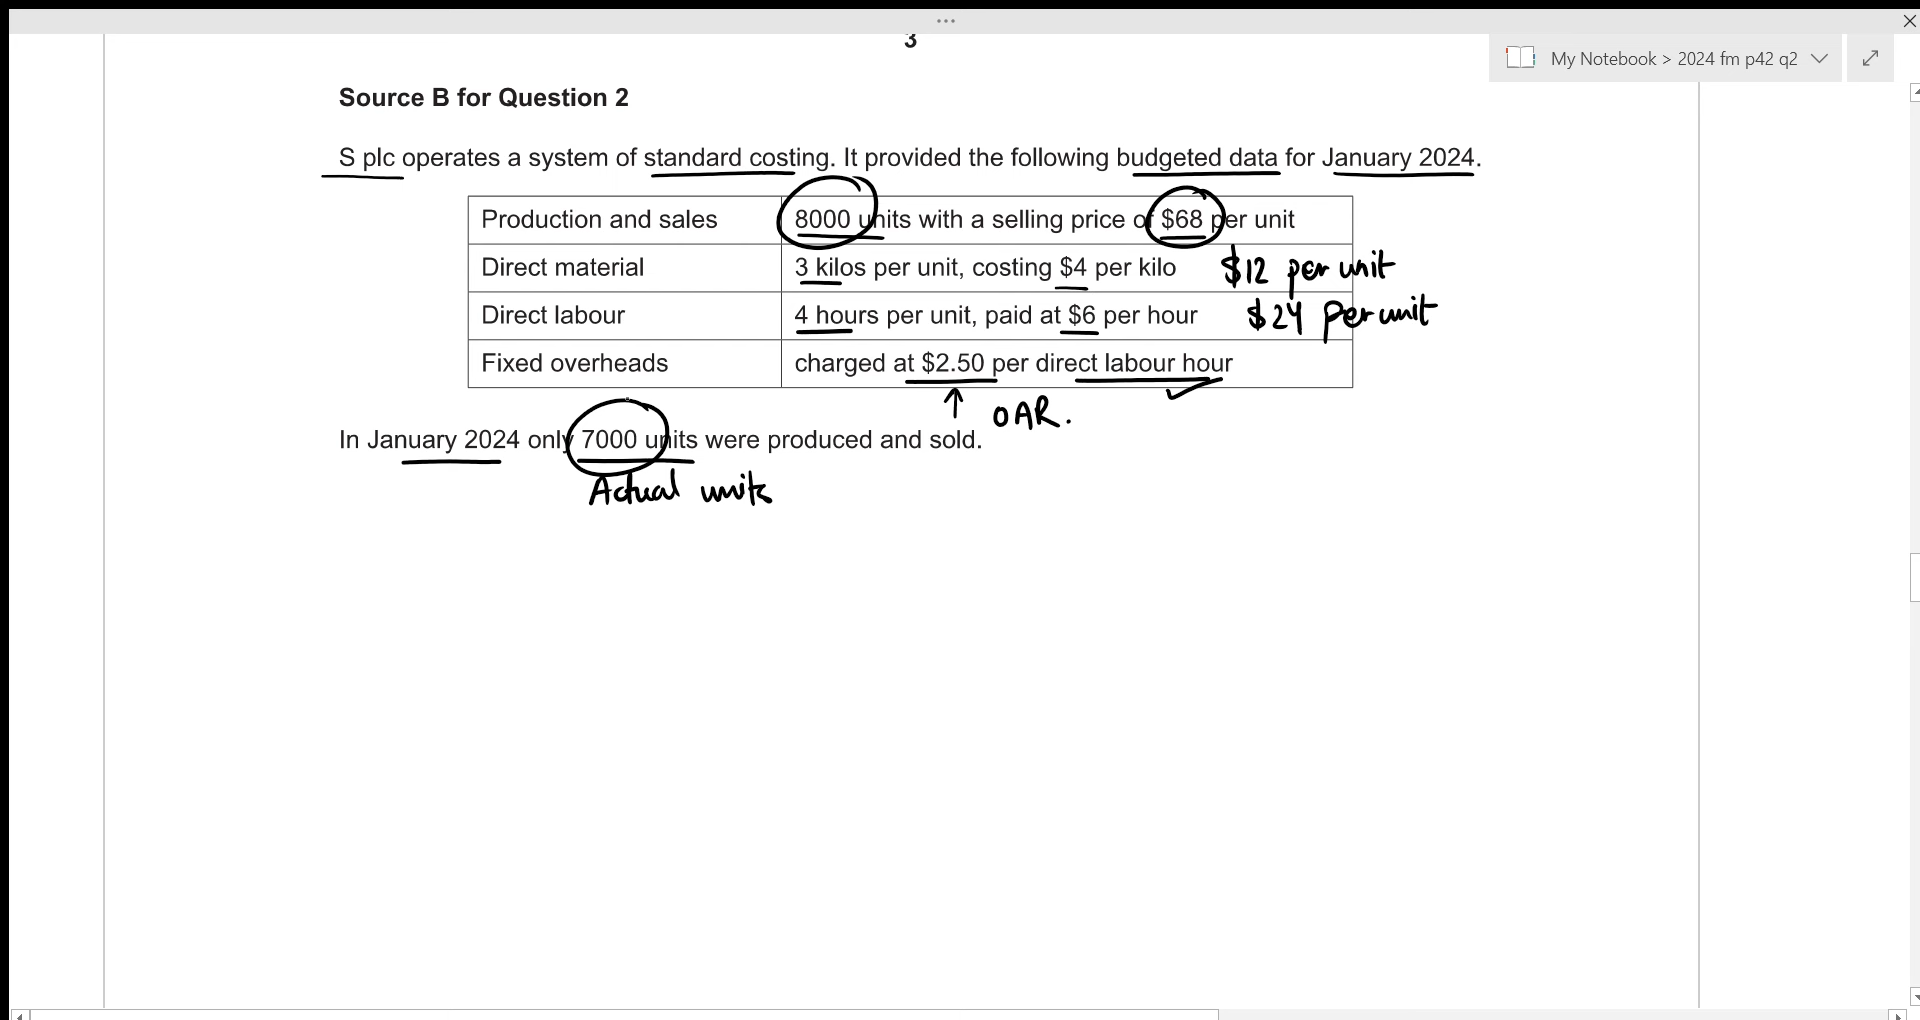 3
My Notebook > 2024 fm p42 q2
Source B for Question 2
S plc operates a system of standard costing. It provided the following budgeted data for January 2024.
Production and sales 8000 units with a selling price of $68 per unit
Direct material 3 kilos per unit, costing $4 per kilo $12 per unit
Direct labour 4 hours per unit, paid at $6 per hour $24 per unit
Fixed overheads charged at $2.50 per direct labour hour
OAR.
In January 2024 only 7000 units were produced and sold.
Actual units